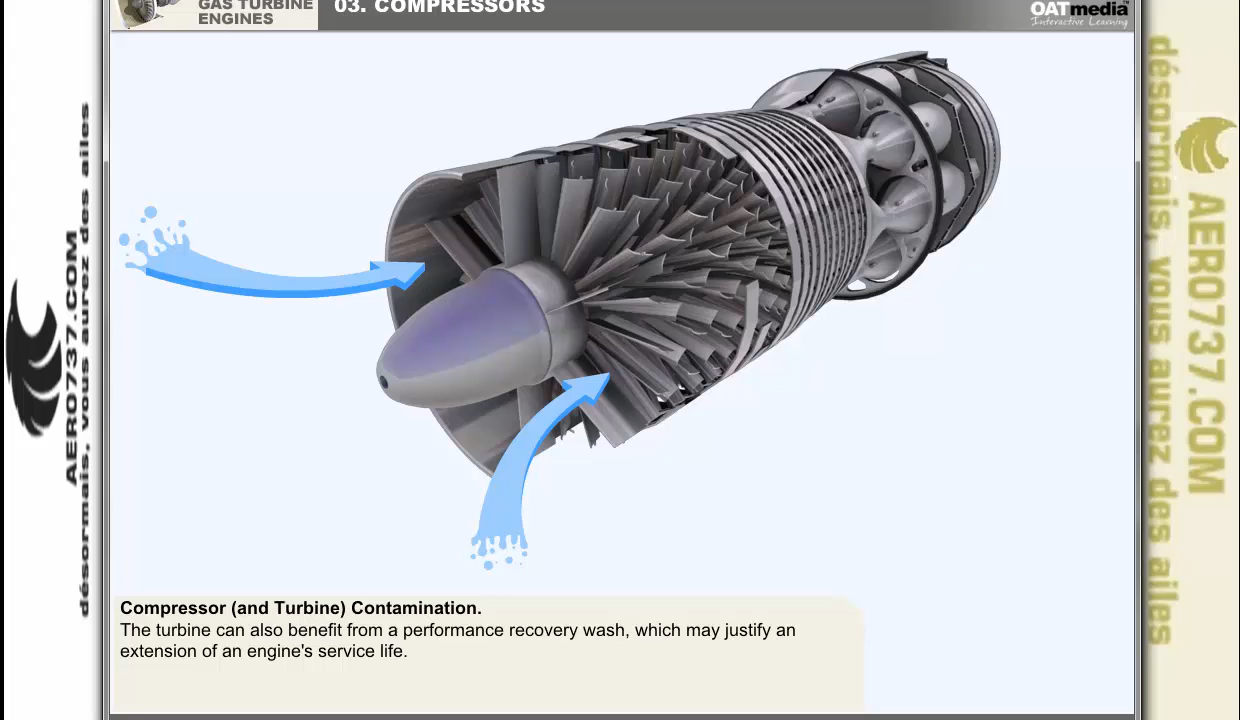 GAS TURBINE
ENGINES
03. COMPRESSORS
OATmedia™
Interactive Learning
AERO737.COM
désormais, vous aurez des ailes
Compressor (and Turbine) Contamination.
The turbine can also benefit from a performance recovery wash, which may justify an
extension of an engine's service life.
AERO737.COM
désormais, vous aurez des ailes